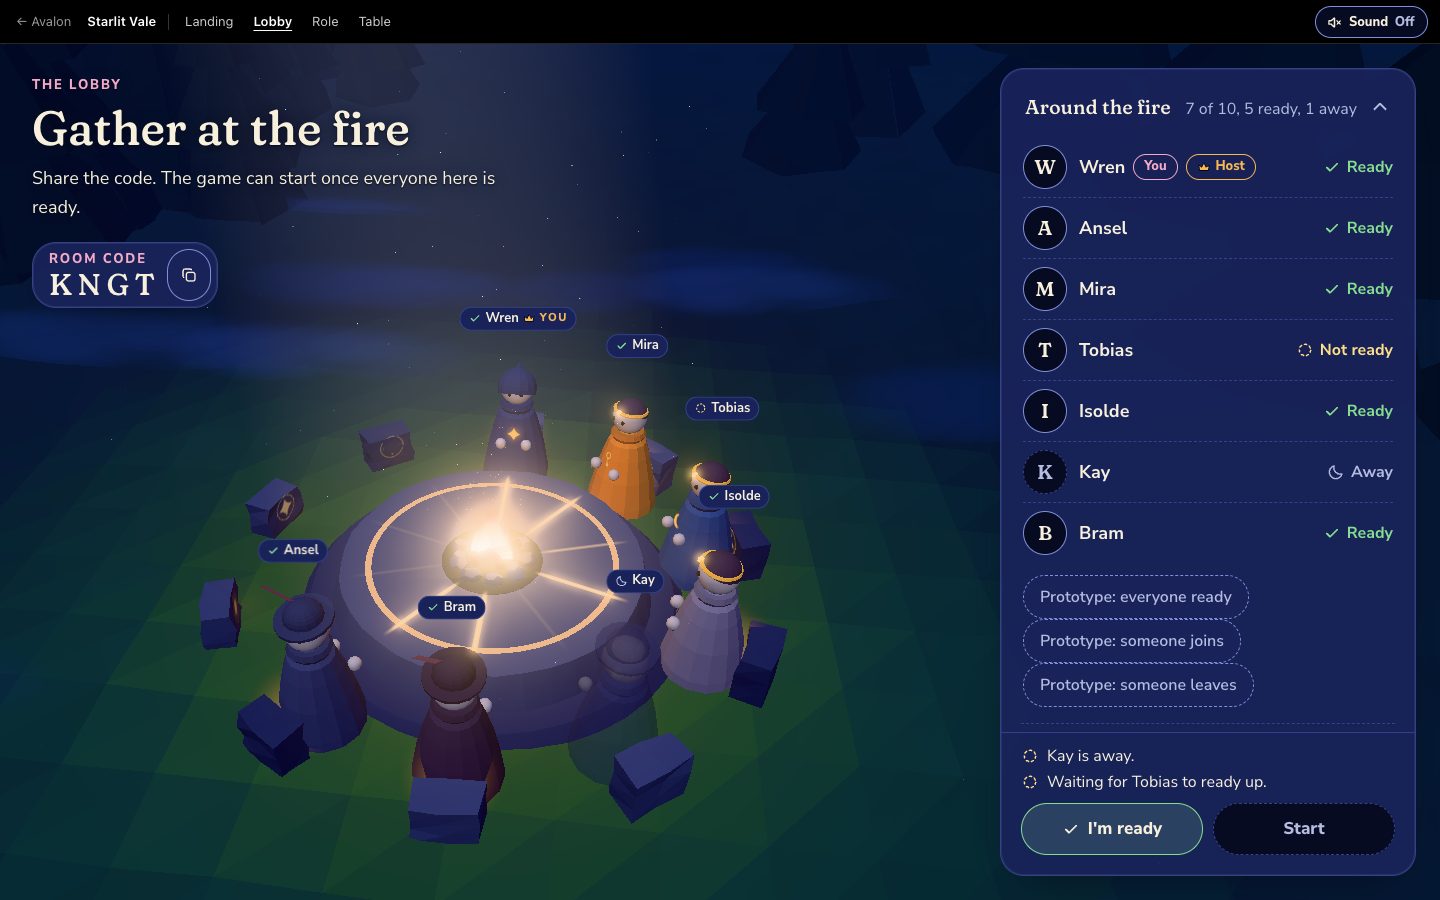 ← Avalon Starlit Vale Landing Lobby Role Table Sound Off
THE LOBBY
Gather at the fire
Share the code. The game can start once everyone here is
ready.
ROOM CODE
KNGT
Wren YOU
Mira
Tobias
Isolde
Ansel
Kay
Bram
Around the fire 7 of 10, 5 ready, 1 away
W Wren You Host Ready
A Ansel Ready
M Mira Ready
T Tobias Not ready
I Isolde Ready
K Kay Away
B Bram Ready
Prototype: everyone ready
Prototype: someone joins
Prototype: someone leaves
Kay is away.
Waiting for Tobias to ready up.
I'm ready Start